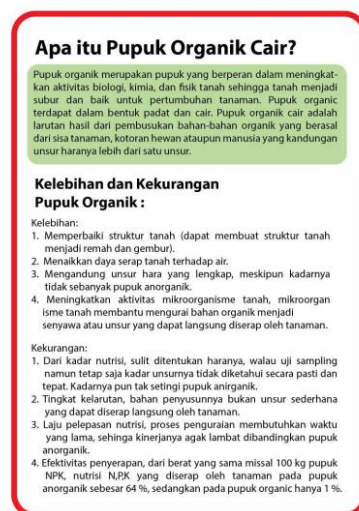 Apa itu Pupuk Organik Cair?
Pupuk organik merupakan pupuk yang berperan dalam meningkat-
kan aktivitas biologi, kimia, dan fisik tanah sehingga tanah menjadi
subur dan baik untuk pertumbuhan tanaman. Pupuk organic
terdapat dalam bentuk padat dan cair. Pupuk organik cair adalah
larutan hasil dari pembusukan bahan-bahan organik yang berasal
dari sisa tanaman, kotoran hewan ataupun manusia yang kandungan
unsur haranya lebih dari satu unsur.
Kelebihan dan Kekurangan
Pupuk Organik :
Kelebihan:
1. Memperbaiki struktur tanah (dapat membuat struktur tanah
menjadi remah dan gembur).
2. Menaikkan daya serap tanah terhadap air.
3. Mengandung unsur hara yang lengkap, meskipun kadarnya
tidak sebanyak pupuk anorganik.
4. Meningkatkan aktivitas mikroorganisme tanah, mikroorgan
isme tanah membantu mengurai bahan organik menjadi
senyawa atau unsur yang dapat langsung diserap oleh tanaman.
Kekurangan:
1. Dari kadar nutrisi, sulit ditentukan haranya, walau uji sampling
namun tetap saja kadar unsurnya tidak diketahui secara pasti dan
tepat. Kadarnya pun tak setingi pupuk anirganik.
2. Tingkat kelarutan, bahan penyusunnya bukan unsur sederhana
yang dapat diserap langsung oleh tanaman.
3. Laju pelepasan nutrisi, proses penguraian membutuhkan waktu
yang lama, sehingga kinerjanya agak lambat dibandingkan pupuk
anorganik.
4. Efektivitas penyerapan, dari berat yang sama missal 100 kg pupuk
NPK, nutrisi N,P,K yang diserap oleh tanaman pada pupuk
anorganik sebesar 64 %, sedangkan pada pupuk organic hanya 1 %.